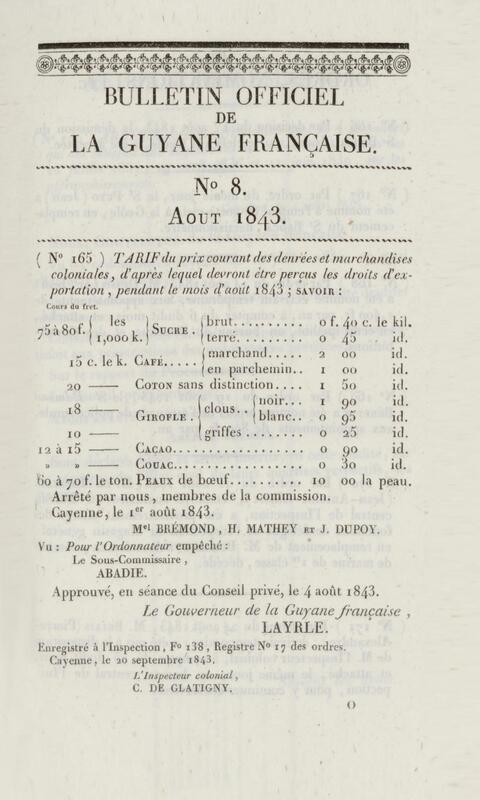 BULLETIN OFFICIEL
DE
LA GUYANE FRANÇAISE.
No 8.
AOUT 1843.
( No 165 ) TARIF du prix courant des denrées et marchandises
coloniales, d'après lequel devront être perçus les droits d'ex-
portation, pendant le mois d'août 1843 ; SAVOIR :
Cours du fret.
75 à 80 f. { les 1,000 k. } SUCRE. { brut.......... 0 f. 40 c. le kil.
terré.......... 0 45 id.
15 c. le k. CAFÉ..... { marchand..... 2 00 id.
en parchemin.. 1 00 id.
20 —— COTON sans distinction.... 1 50 id.
18 —— GIROFLE. { clous.. { noir... 1 90 id.
blanc.. 0 95 id.
10 —— griffes......... 0 25 id.
12 à 15 —— CACAO................ 0 90 id.
» » COUAC................ 0 30 id.
60 à 70 f. le ton. PEAUX de bœuf.......... 10 00 la peau.
Arrêté par nous, membres de la commission.
Cayenne, le 1er août 1843.
Mel BRÉMOND, H. MATHEY ET J. DUPOY.
Vu : Pour l'Ordonnateur empêché :
Le Sous-Commissaire,
ABADIE.
Approuvé, en séance du Conseil privé, le 4 août 1843.
Le Gouverneur de la Guyane française,
LAYRLE.
Enregistré à l'Inspection, Fo 138, Registre No 17 des ordres.
Cayenne, le 20 septembre 1843.
L'Inspecteur colonial,
C. DE GLATIGNY.
O